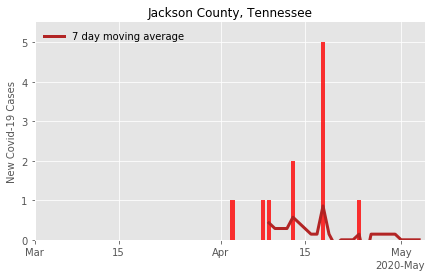 Jackson County, Tennessee
7 day moving average
New Covid-19 Cases
5
4
3
2
1
0
Mar 15 Apr 15 May
2020-May